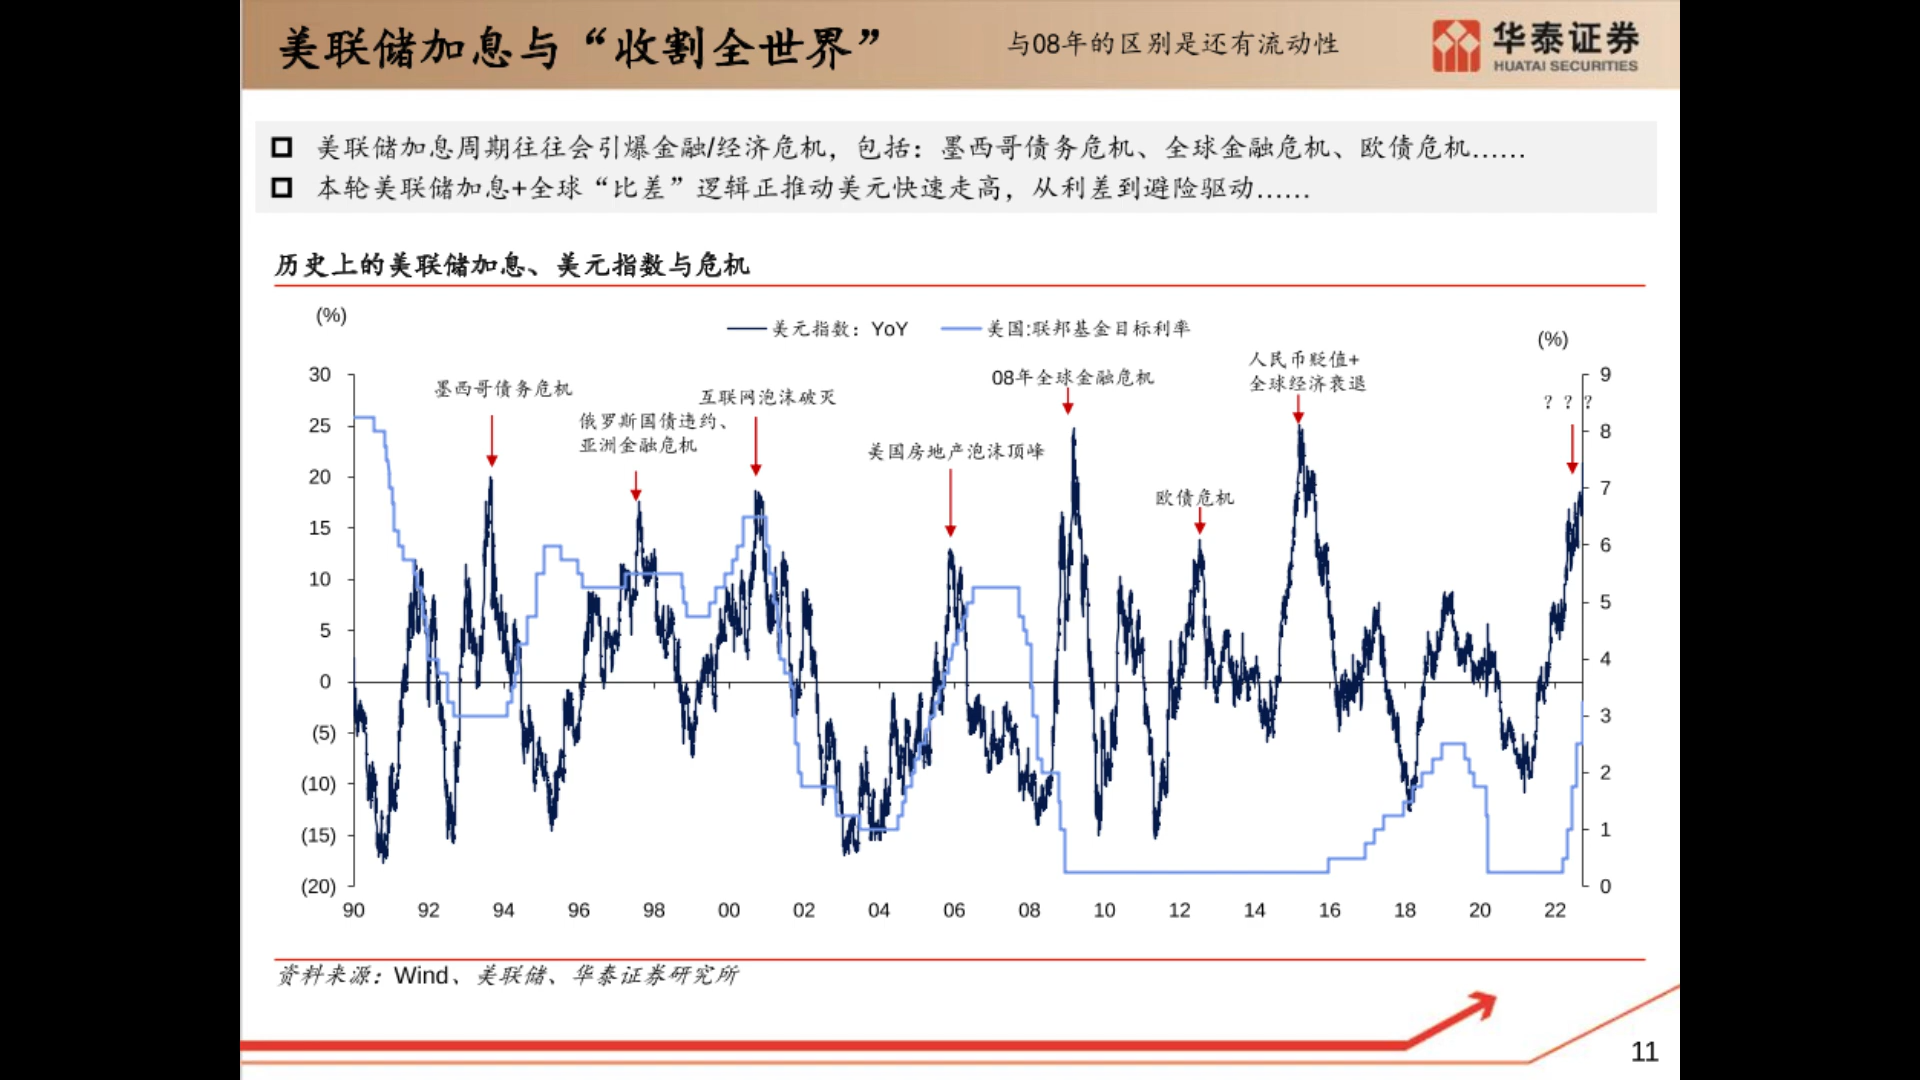 美联储加息与“收割全世界”
与08年的区别是还有流动性
华泰证券
HUATAI SECURITIES
美联储加息周期往往会引爆金融/经济危机，包括：墨西哥债务危机、全球金融危机、欧债危机……
本轮美联储加息+全球“比差”逻辑正推动美元快速走高，从利差到避险驱动……
历史上的美联储加息、美元指数与危机
(%)
美元指数：YoY
美国:联邦基金目标利率
(%)
人民币贬值+
全球经济衰退
08年全球金融危机
墨西哥债务危机
互联网泡沫破灭
俄罗斯国债违约、
亚洲金融危机
美国房地产泡沫顶峰
欧债危机
？？？
30
25
20
15
10
5
0
(5)
(10)
(15)
(20)
9
8
7
6
5
4
3
2
1
0
90 92 94 96 98 00 02 04 06 08 10 12 14 16 18 20 22
资料来源：Wind、美联储、华泰证券研究所
11